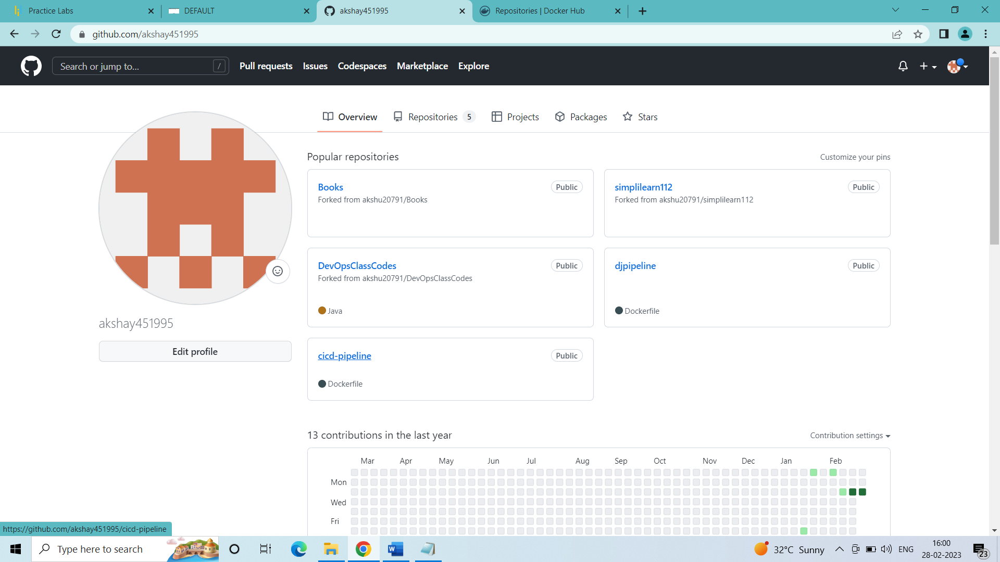 Practice Labs
DEFAULT
akshay451995
Repositories | Docker Hub
github.com/akshay451995
Search or jump to...
/
Pull requests
Issues
Codespaces
Marketplace
Explore
Overview
Repositories 5
Projects
Packages
Stars
akshay451995
Edit profile
Popular repositories
Customize your pins
Books
Public
Forked from akshu20791/Books
simplilearn112
Public
Forked from akshu20791/simplilearn112
DevOpsClassCodes
Public
Forked from akshu20791/DevOpsClassCodes
Java
djpipeline
Public
Dockerfile
cicd-pipeline
Public
Dockerfile
13 contributions in the last year
Contribution settings
Mar Apr May Jun Jul Aug Sep Oct Nov Dec Jan Feb
Mon
Wed
Fri
https://github.com/akshay451995/cicd-pipeline
Type here to search
32°C Sunny
ENG
16:00
28-02-2023
23